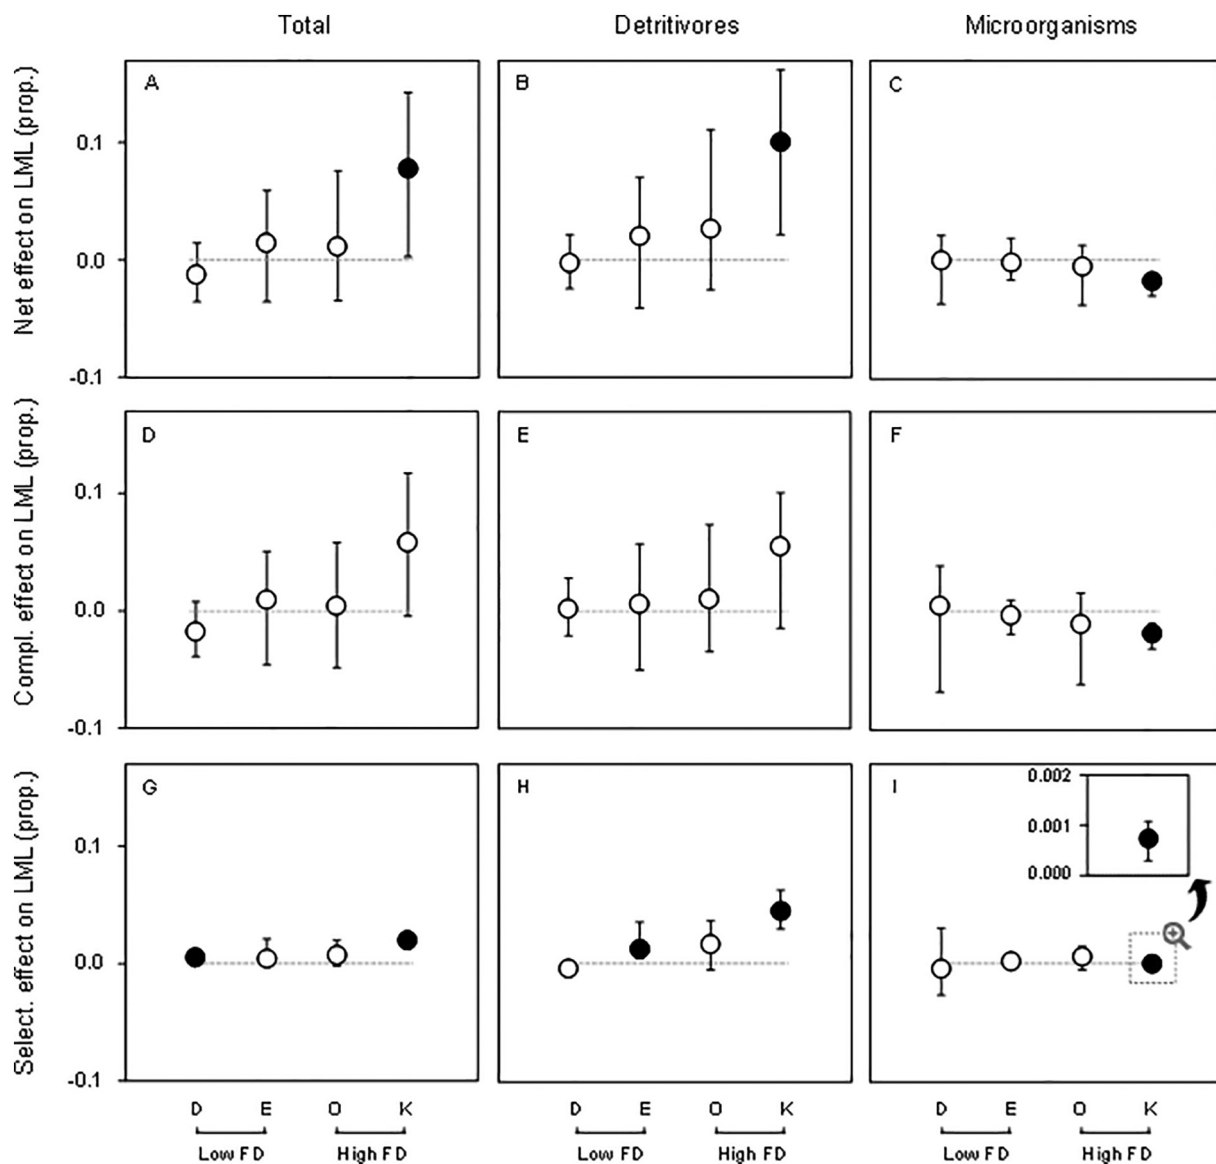 Total Detritivores Microorganisms
Net effect on LML (prop.)
A B C
0.1
0.0
-0.1
Compl. effect on LML (prop.)
D E F
0.1
0.0
-0.1
Select. effect on LML (prop.)
G H I
0.002
0.001
0.000
0.1
0.0
-0.1
D E O K D E O K D E O K
Low FD High FD Low FD High FD Low FD High FD